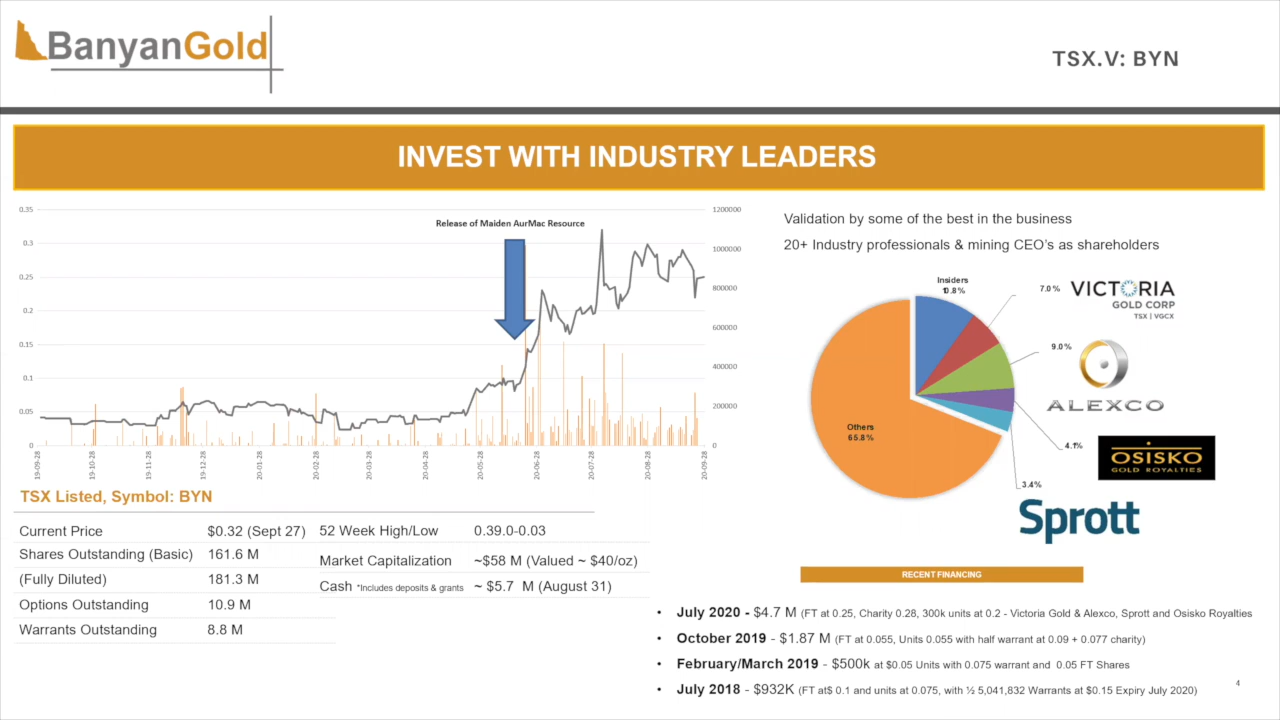 BanyanGold
TSX.V: BYN
INVEST WITH INDUSTRY LEADERS
0.35
0.3
0.25
0.2
0.15
0.1
0.05
0
Release of Maiden AurMac Resource
1200000
1000000
800000
600000
400000
200000
0
19-09-28
19-10-28
19-11-28
19-12-28
20-01-28
20-02-28
20-03-28
20-04-28
20-05-28
20-06-28
20-07-28
20-08-28
20-09-28
TSX Listed, Symbol: BYN
Current Price $0.32 (Sept 27)
Shares Outstanding (Basic) 161.6 M
(Fully Diluted) 181.3 M
Options Outstanding 10.9 M
Warrants Outstanding 8.8 M
52 Week High/Low 0.39.0-0.03
Market Capitalization ~$58 M (Valued ~ $40/oz)
Cash *Includes deposits & grants ~ $5.7 M (August 31)
Validation by some of the best in the business
20+ Industry professionals & mining CEO's as shareholders
Insiders
10.8%
7.0%
9.0%
4.1%
3.4%
Others
65.8%
VICTORIA
GOLD CORP
TSX | VGCX
ALEXCO
OSISKO
GOLD ROYALTIES
Sprott
RECENT FINANCING
• July 2020 - $4.7 M (FT at 0.25, Charity 0.28, 300k units at 0.2 - Victoria Gold & Alexco, Sprott and Osisko Royalties
• October 2019 - $1.87 M (FT at 0.055, Units 0.055 with half warrant at 0.09 + 0.077 charity)
• February/March 2019 - $500k at $0.05 Units with 0.075 warrant and 0.05 FT Shares
• July 2018 - $932K (FT at$ 0.1 and units at 0.075, with ½ 5,041,832 Warrants at $0.15 Expiry July 2020)
4